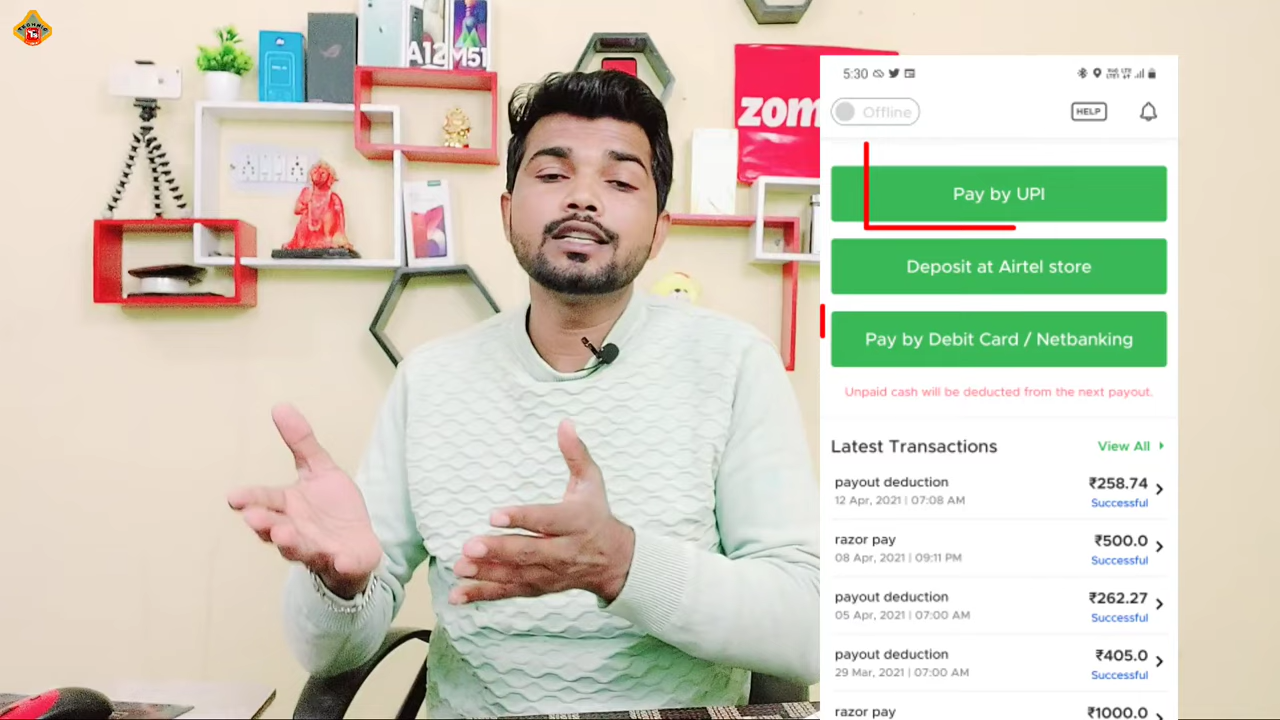 TS
A12
M51
zom
5:30
Offline
HELP
Pay by UPI
Deposit at Airtel store
Pay by Debit Card / Netbanking
Unpaid cash will be deducted from the next payout.
Latest Transactions
View All
payout deduction
₹258.74
12 Apr, 2021 | 07:08 AM
Successful
razor pay
₹500.0
08 Apr, 2021 | 09:11 PM
Successful
payout deduction
₹262.27
05 Apr, 2021 | 07:00 AM
Successful
payout deduction
₹405.0
29 Mar, 2021 | 07:00 AM
Successful
razor pay
₹1000.0